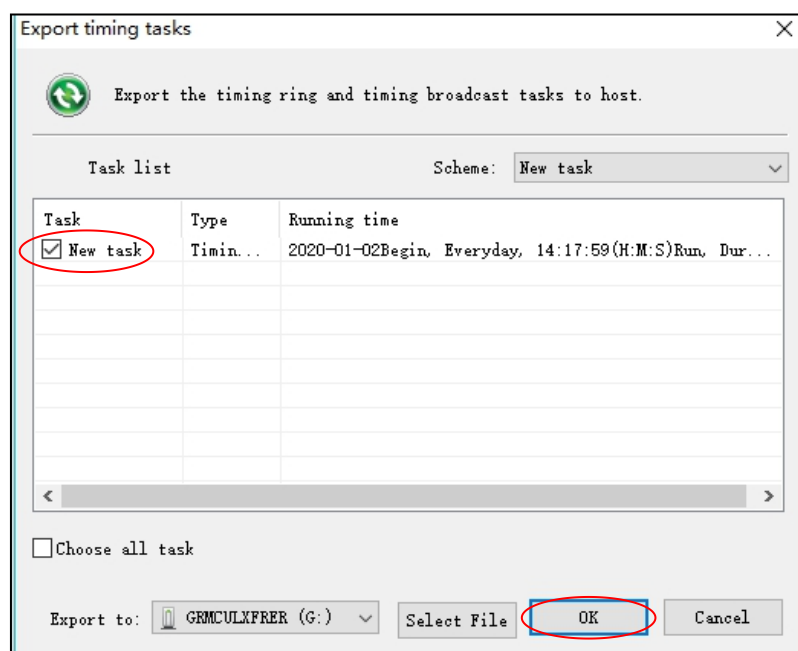 Export timing tasks
Export the timing ring and timing broadcast tasks to host.
Task list Scheme: New task
Task Type Running time
New task Timin... 2020-01-02Begin, Everyday, 14:17:59(H:M:S)Run, Dur...
Choose all task
Export to: GRMCULXFRER (G:) Select File OK Cancel